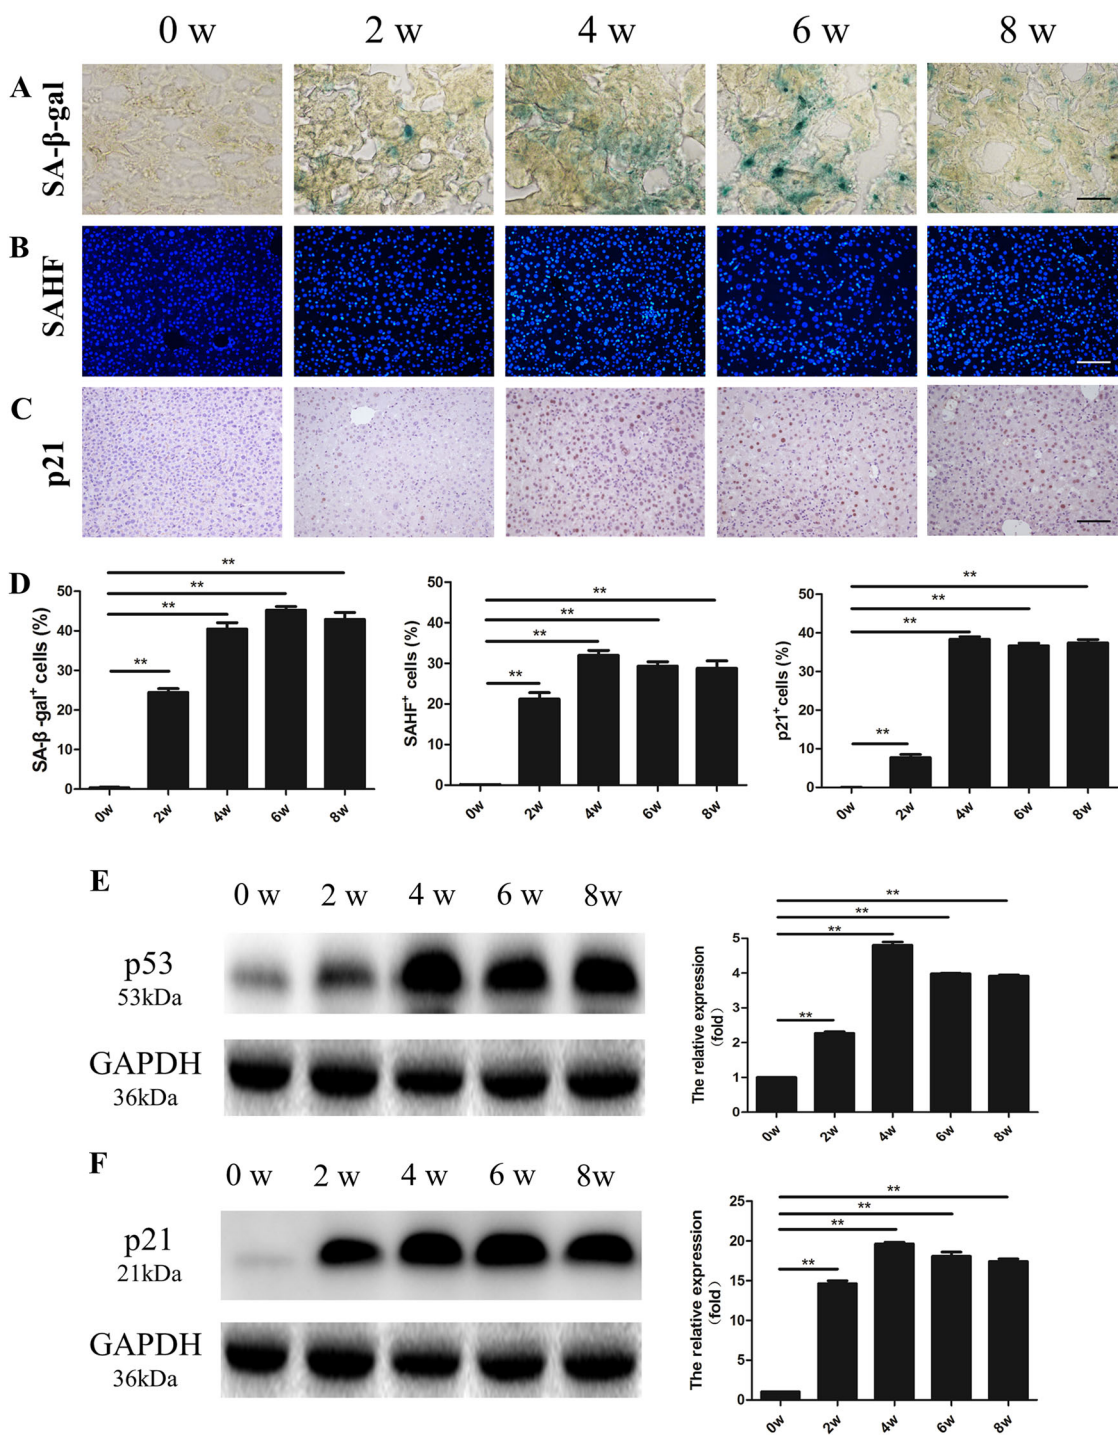 0 w 2 w 4 w 6 w 8 w
A SA-β-gal
B SAHF
C p21
D
SA-β -gal⁺ cells (%)
50
40
30
20
10
0
**
**
**
**
0w 2w 4w 6w 8w
SAHF⁺ cells (%)
50
40
30
20
10
0
**
**
**
**
0w 2w 4w 6w 8w
p21⁺ cells (%)
50
40
30
20
10
0
**
**
**
**
0w 2w 4w 6w 8w
E
0 w 2 w 4 w 6 w 8w
p53
53kDa
GAPDH
36kDa
The relative expression
(fold)
5
4
3
2
1
0
**
**
**
**
0w 2w 4w 6w 8w
F
0 w 2 w 4 w 6 w 8w
p21
21kDa
GAPDH
36kDa
The relative expression
(fold)
25
20
15
10
5
0
**
**
**
**
0w 2w 4w 6w 8w